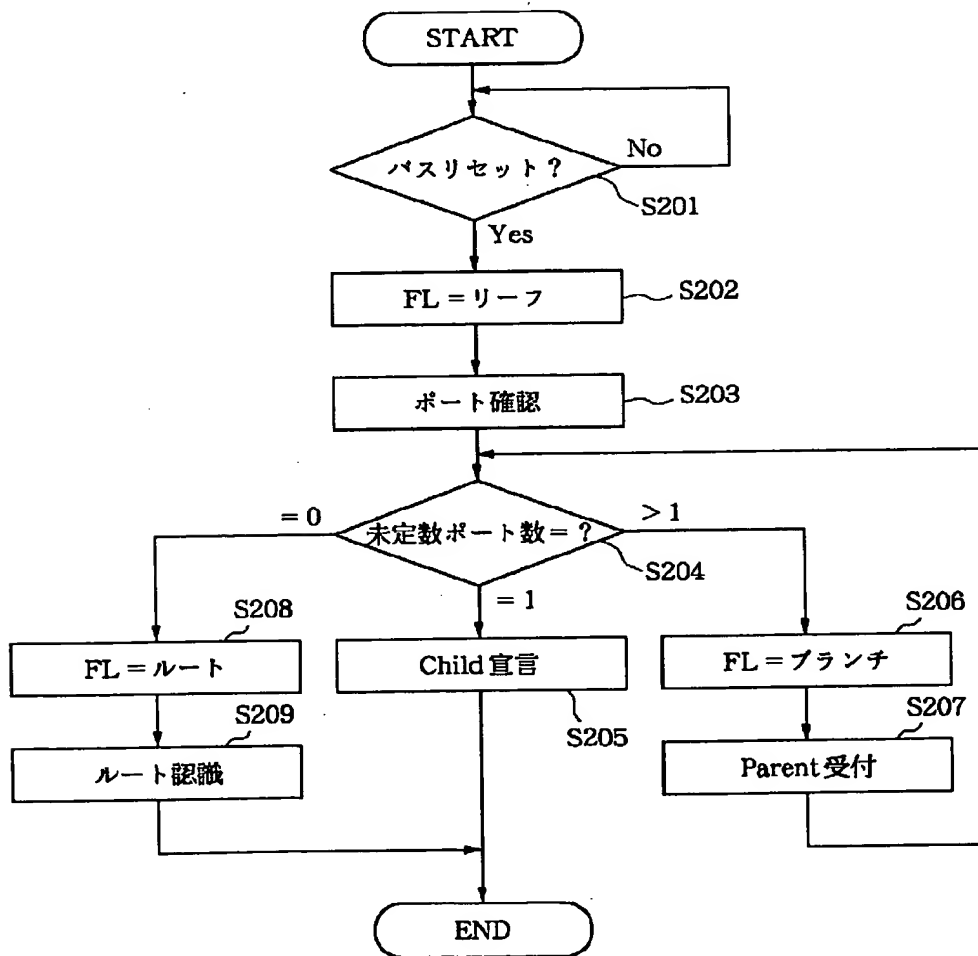 START
No
バスリセット?
S201
Yes
FL=リーフ
S202
ポート確認
S203
=0
未定数ポート数=?
>1
S204
=1
S208
S206
FL=ルート
Child宣言
FL=ブランチ
S209
S205
S207
ルート認識
Parent受付
END